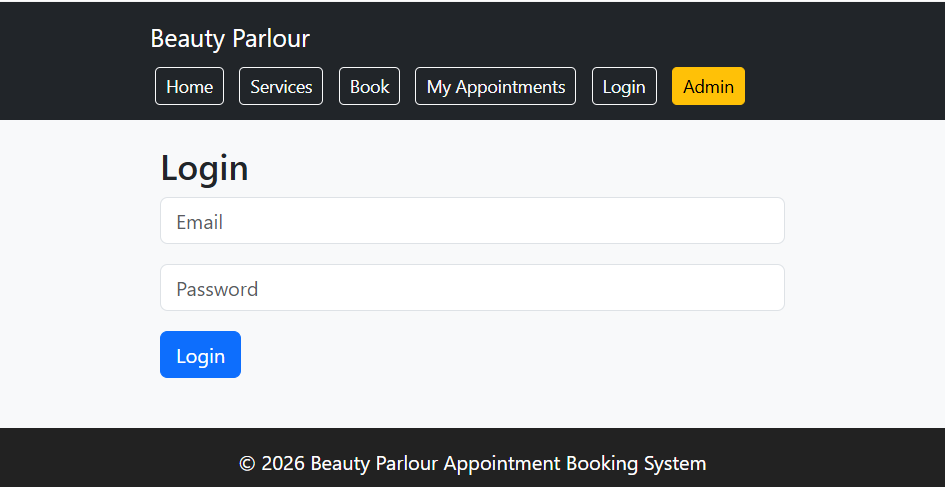 Beauty Parlour
Home Services Book My Appointments Login Admin
Login
Email
Password
Login
© 2026 Beauty Parlour Appointment Booking System